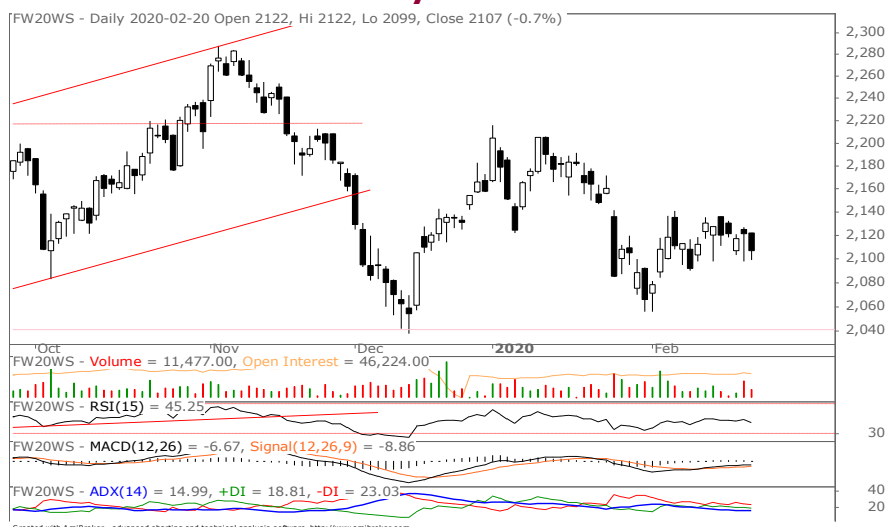 FW20WS - Daily 2020-02-20 Open 2122, Hi 2122, Lo 2099, Close 2107 (-0.7%)
2,300
2,280
2,260
2,240
2,220
2,200
2,180
2,160
2,140
2,120
2,100
2,080
2,060
2,040
Oct Nov Dec 2020 Feb
FW20WS - Volume = 11,477.00, Open Interest = 46,224.00
FW20WS - RSI(15) = 45.25
30
FW20WS - MACD(12,26) = -6.67, Signal(12,26,9) = -8.86
FW20WS - ADX(14) = 14.99, +DI = 18.81, -DI = 23.03
40
20